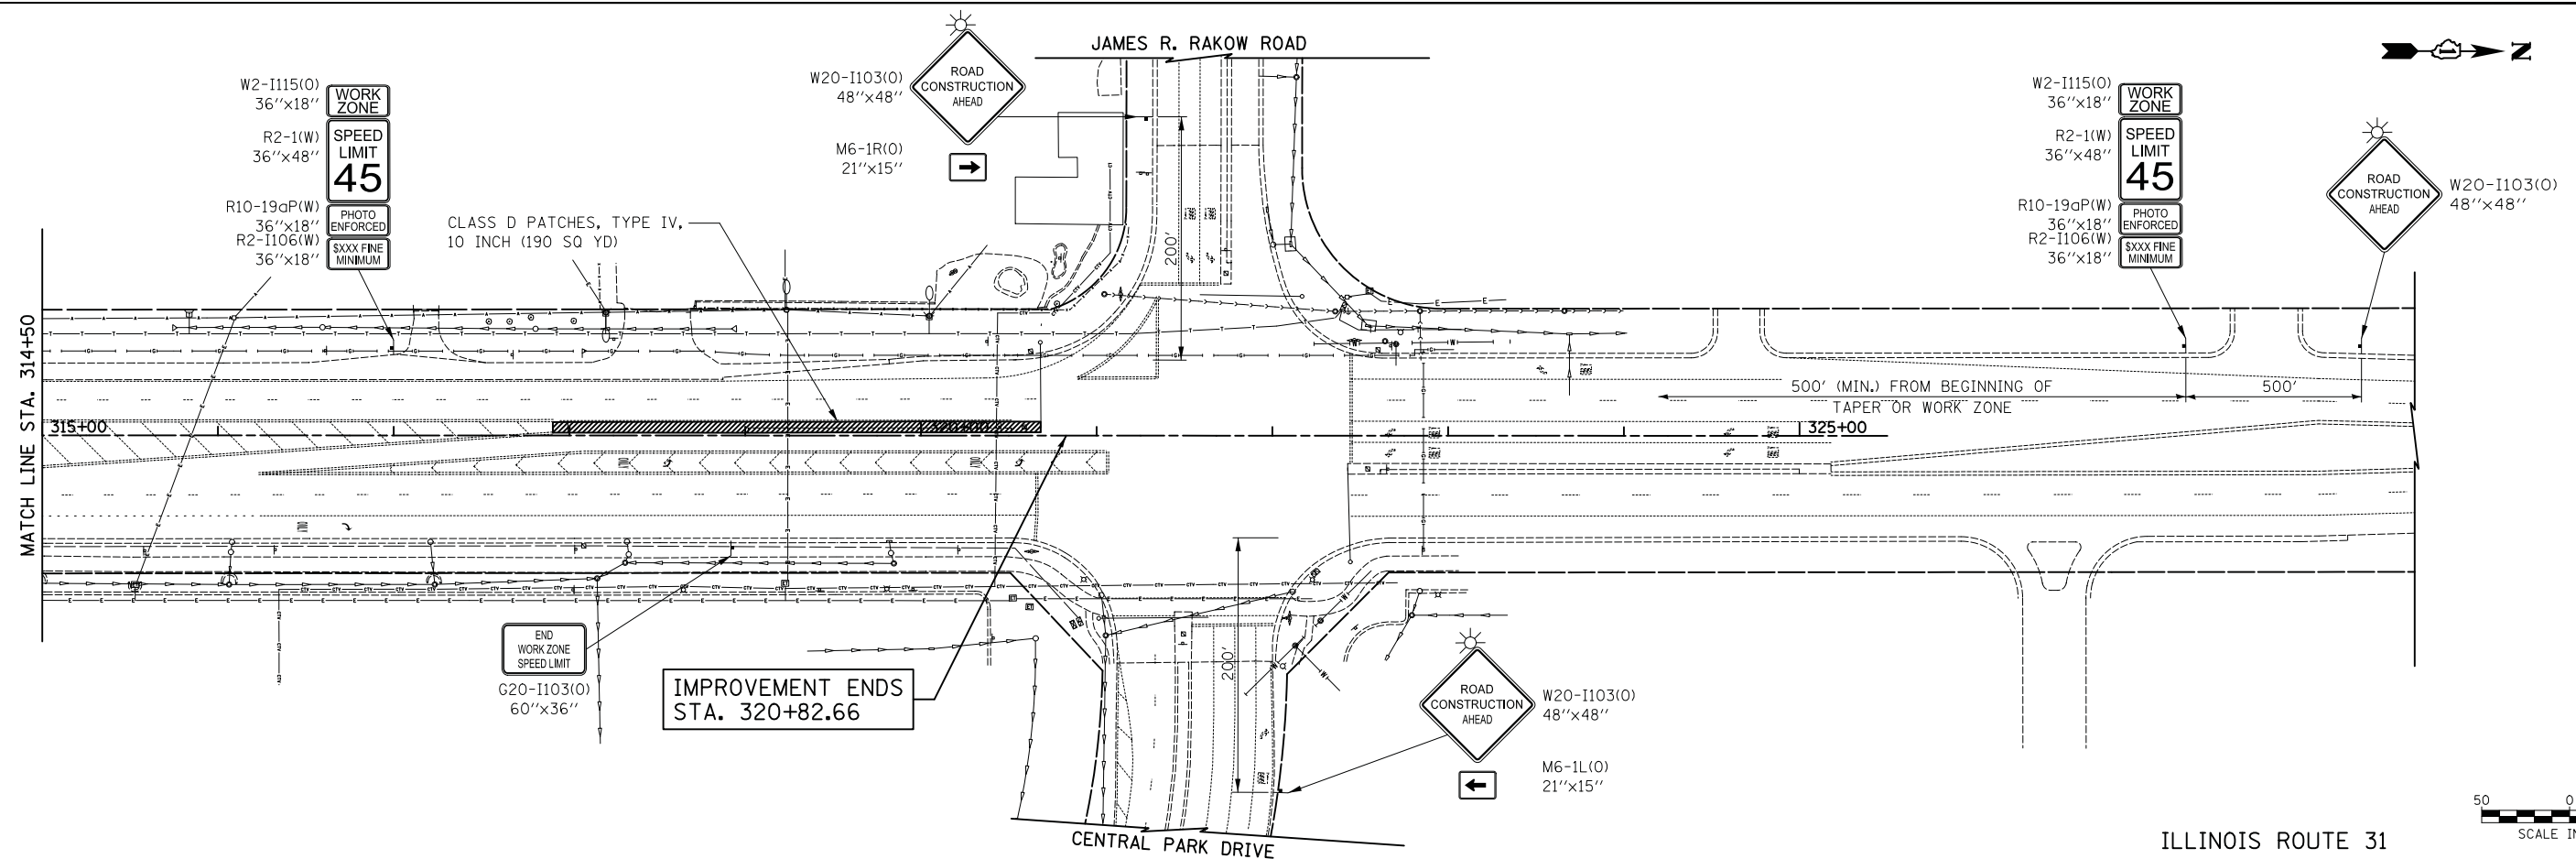 JAMES R. RAKOW ROAD
N
W2-I115(O)
36''x18''
WORK
ZONE
R2-1(W)
36''x48''
SPEED
LIMIT
45
R10-19aP(W)
36''x18''
PHOTO
ENFORCED
R2-I106(W)
36''x18''
$XXX FINE
MINIMUM
CLASS D PATCHES, TYPE IV,
10 INCH (190 SQ YD)
W20-I103(O)
48''x48''
ROAD
CONSTRUCTION
AHEAD
M6-1R(O)
21''x15''
200'
W2-I115(O)
36''x18''
WORK
ZONE
R2-1(W)
36''x48''
SPEED
LIMIT
45
R10-19aP(W)
36''x18''
PHOTO
ENFORCED
R2-I106(W)
36''x18''
$XXX FINE
MINIMUM
ROAD
CONSTRUCTION
AHEAD
W20-I103(O)
48''x48''
MATCH LINE STA. 314+50
315+00
320+00
325+00
500' (MIN.) FROM BEGINNING OF
TAPER OR WORK ZONE
500'
END
WORK ZONE
SPEED LIMIT
G20-I103(O)
60''x36''
IMPROVEMENT ENDS
STA. 320+82.66
200'
ROAD
CONSTRUCTION
AHEAD
W20-I103(O)
48''x48''
M6-1L(O)
21''x15''
CENTRAL PARK DRIVE
ILLINOIS ROUTE 31
50 0
SCALE IN